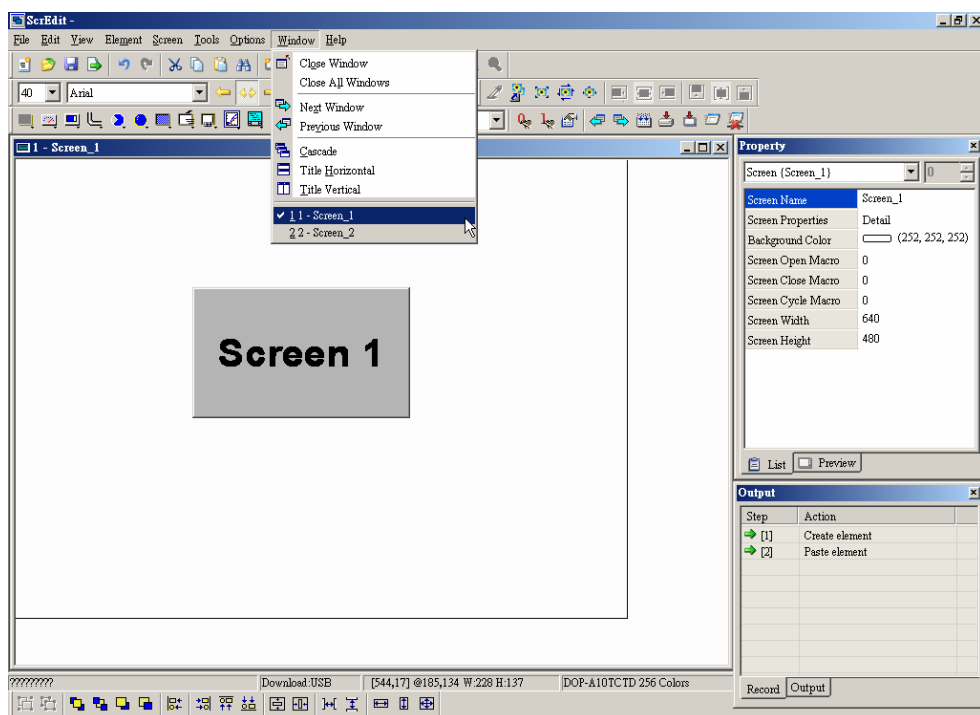 ScrEdit -
File Edit View Element Screen Tools Options Window Help
Close Window
Close All Windows
Next Window
Previous Window
Cascade
Title Horizontal
Title Vertical
1 1 - Screen_1
2 2 - Screen_2
40 Arial
1 - Screen_1
Screen 1
Property
Screen {Screen_1} 0
Screen Name Screen_1
Screen Properties Detail
Background Color (252, 252, 252)
Screen Open Macro 0
Screen Close Macro 0
Screen Cycle Macro 0
Screen Width 640
Screen Height 480
List Preview
Output
Step Action
[1] Create element
[2] Paste element
Record Output
????????? Download:USB [544,17] @185,134 W:228 H:137 DOP-A10TCTD 256 Colors